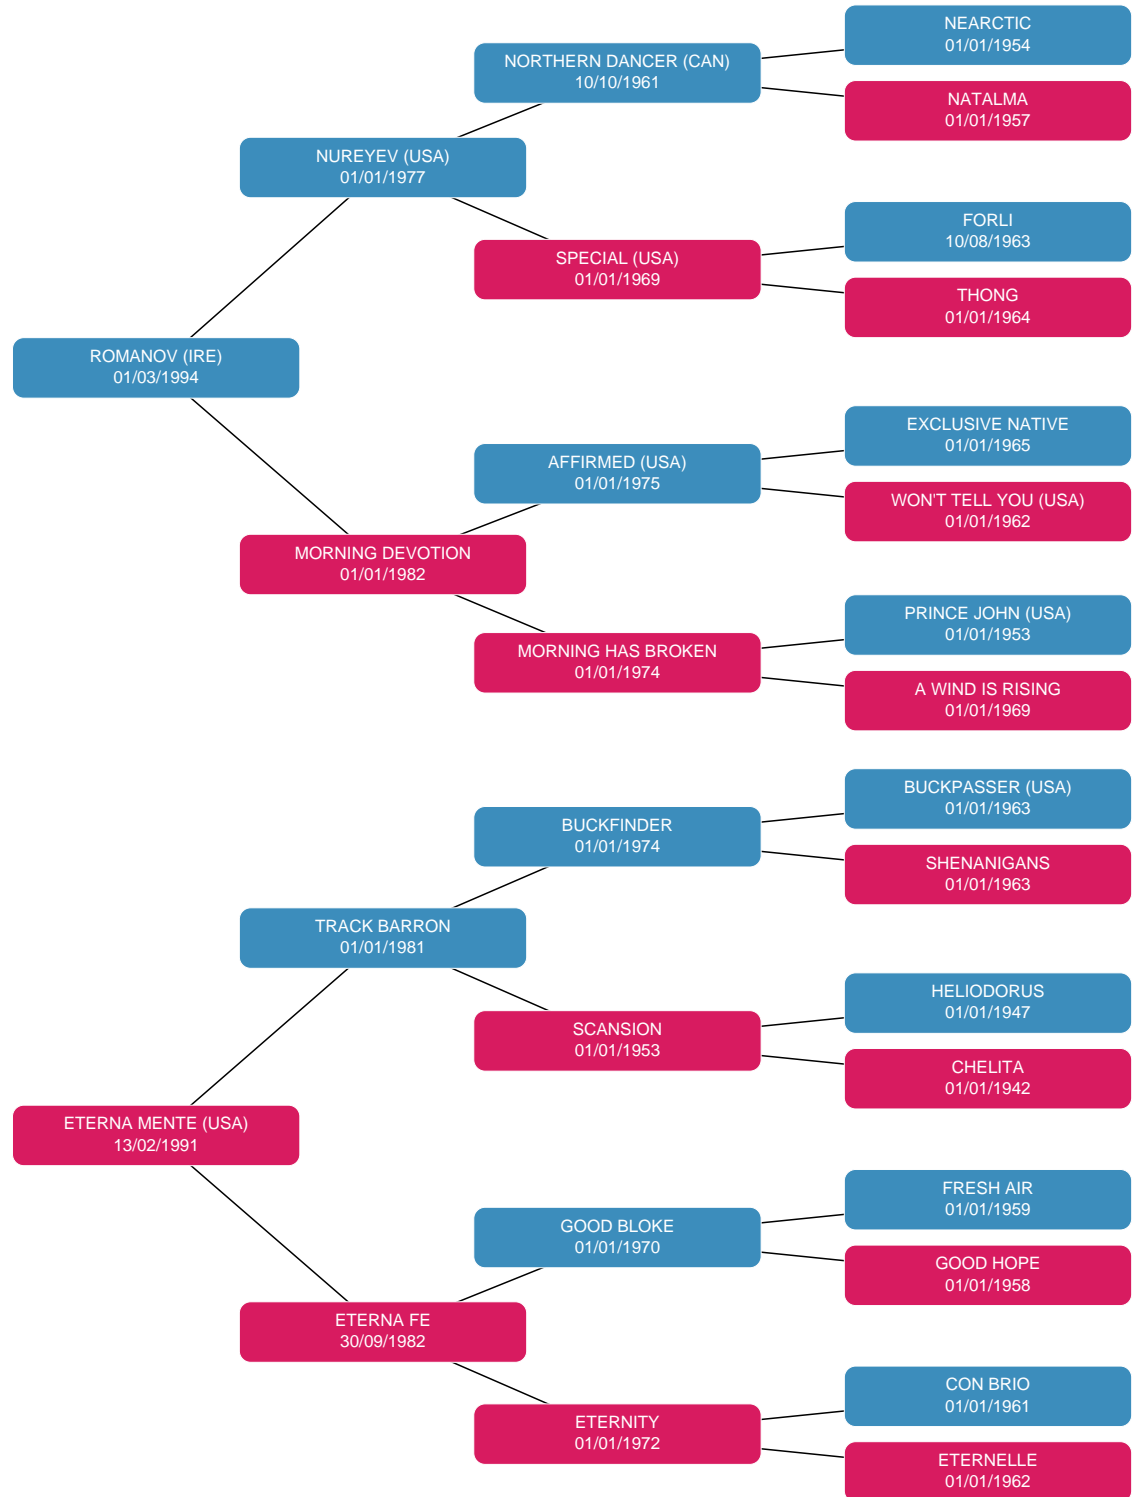 NEARCTIC
01/01/1954
NORTHERN DANCER (CAN)
10/10/1961
NATALMA
01/01/1957
NUREYEV (USA)
01/01/1977
FORLI
10/08/1963
SPECIAL (USA)
01/01/1969
THONG
01/01/1964
ROMANOV (IRE)
01/03/1994
EXCLUSIVE NATIVE
01/01/1965
AFFIRMED (USA)
01/01/1975
WON'T TELL YOU (USA)
01/01/1962
MORNING DEVOTION
01/01/1982
PRINCE JOHN (USA)
01/01/1953
MORNING HAS BROKEN
01/01/1974
A WIND IS RISING
01/01/1969
BUCKPASSER (USA)
01/01/1963
BUCKFINDER
01/01/1974
SHENANIGANS
01/01/1963
TRACK BARRON
01/01/1981
HELIODORUS
01/01/1947
SCANSION
01/01/1953
CHELITA
01/01/1942
ETERNA MENTE (USA)
13/02/1991
FRESH AIR
01/01/1959
GOOD BLOKE
01/01/1970
GOOD HOPE
01/01/1958
ETERNA FE
30/09/1982
CON BRIO
01/01/1961
ETERNITY
01/01/1972
ETERNELLE
01/01/1962